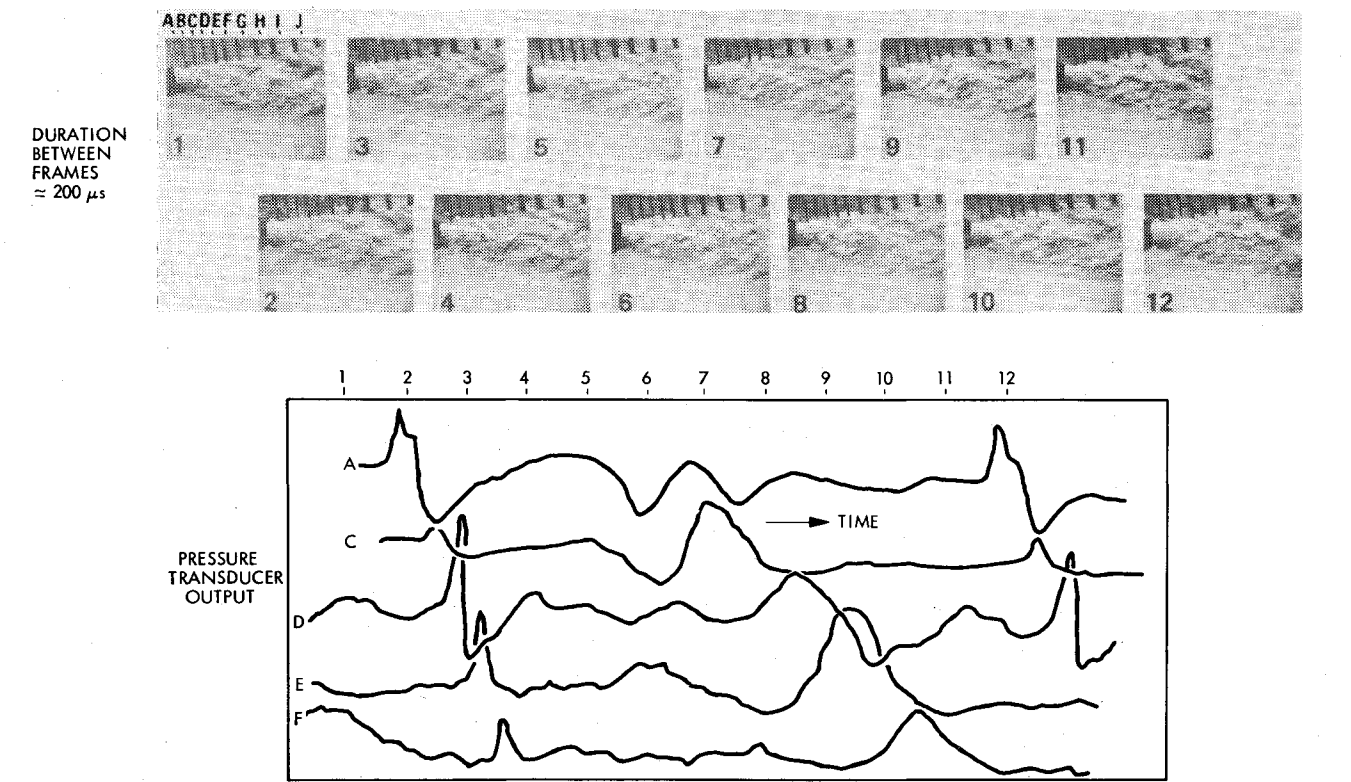 ABCDEFGHIJ
DURATION
BETWEEN
FRAMES
≃ 200 μs
1 3 5 7 9 11
2 4 6 8 10 12
1 2 3 4 5 6 7 8 9 10 11 12
A
TIME
C
PRESSURE
TRANSDUCER
OUTPUT
D
E
F